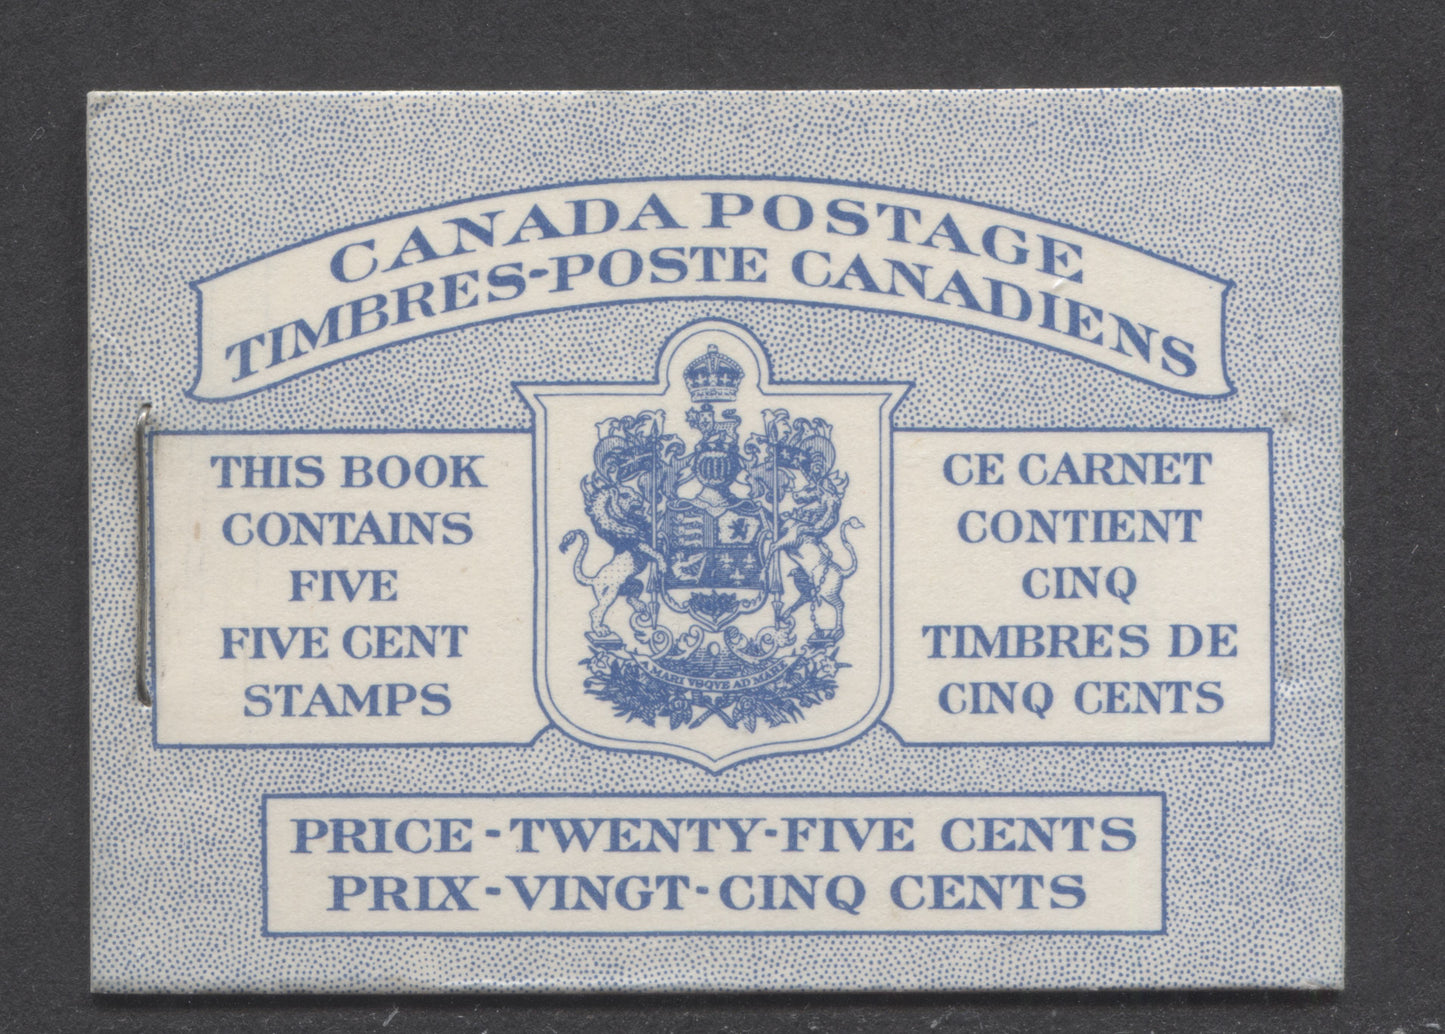 CANADA POSTAGE
TIMBRES-POSTE CANADIENS
THIS BOOK
CONTAINS
FIVE
FIVE CENT
STAMPS
A MARI VSQVE AD MARE
CE CARNET
CONTIENT
CINQ
TIMBRES DE
CINQ CENTS
PRICE - TWENTY-FIVE CENTS
PRIX - VINGT - CINQ CENTS